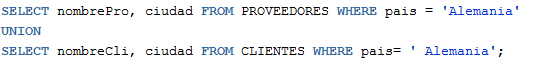 SELECT nombrePro, ciudad FROM PROVEEDORES WHERE pais = 'Alemania'
UNION
SELECT nombreCli, ciudad FROM CLIENTES WHERE pais= ' Alemania';